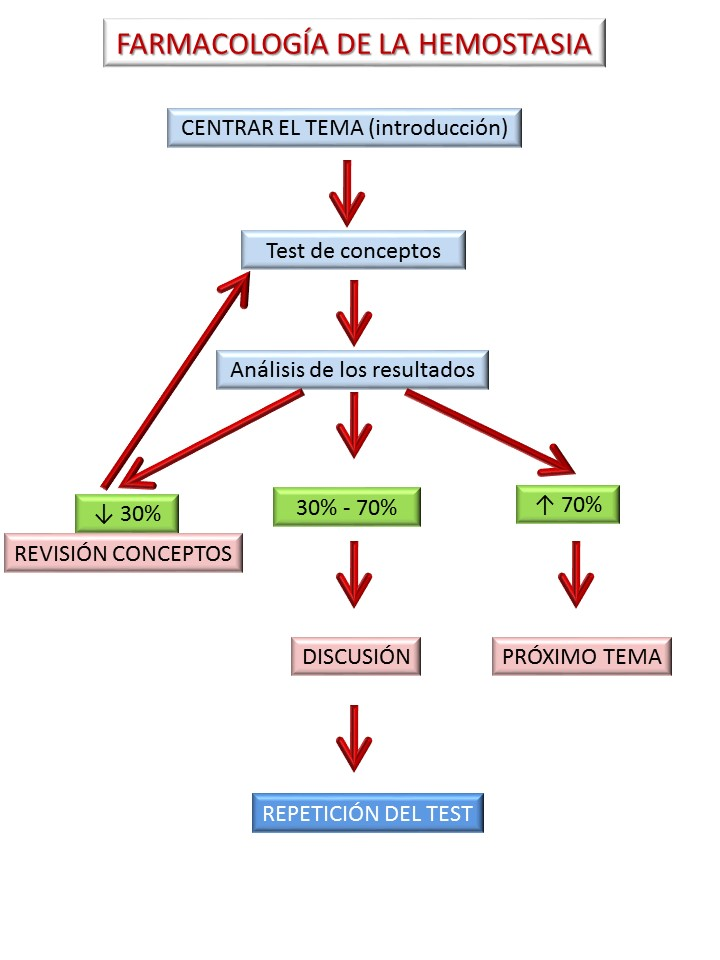 FARMACOLOGÍA DE LA HEMOSTASIA
CENTRAR EL TEMA (introducción)
Test de conceptos
Análisis de los resultados
↓ 30%
30% - 70%
↑ 70%
REVISIÓN CONCEPTOS
DISCUSIÓN
PRÓXIMO TEMA
REPETICIÓN DEL TEST